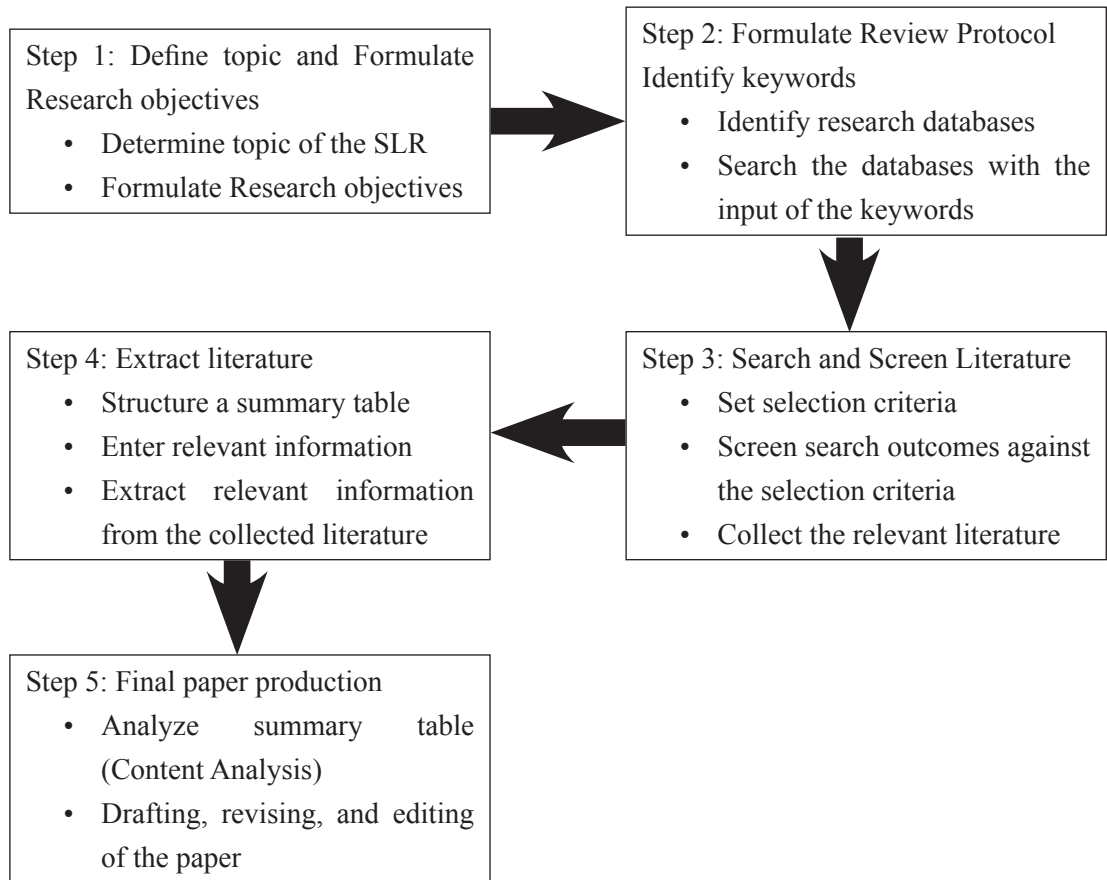 Step 1: Define topic and Formulate
Research objectives
• Determine topic of the SLR
• Formulate Research objectives
Step 2: Formulate Review Protocol
Identify keywords
• Identify research databases
• Search the databases with the
input of the keywords
Step 3: Search and Screen Literature
• Set selection criteria
• Screen search outcomes against
the selection criteria
• Collect the relevant literature
Step 4: Extract literature
• Structure a summary table
• Enter relevant information
• Extract relevant information
from the collected literature
Step 5: Final paper production
• Analyze summary table
(Content Analysis)
• Drafting, revising, and editing
of the paper